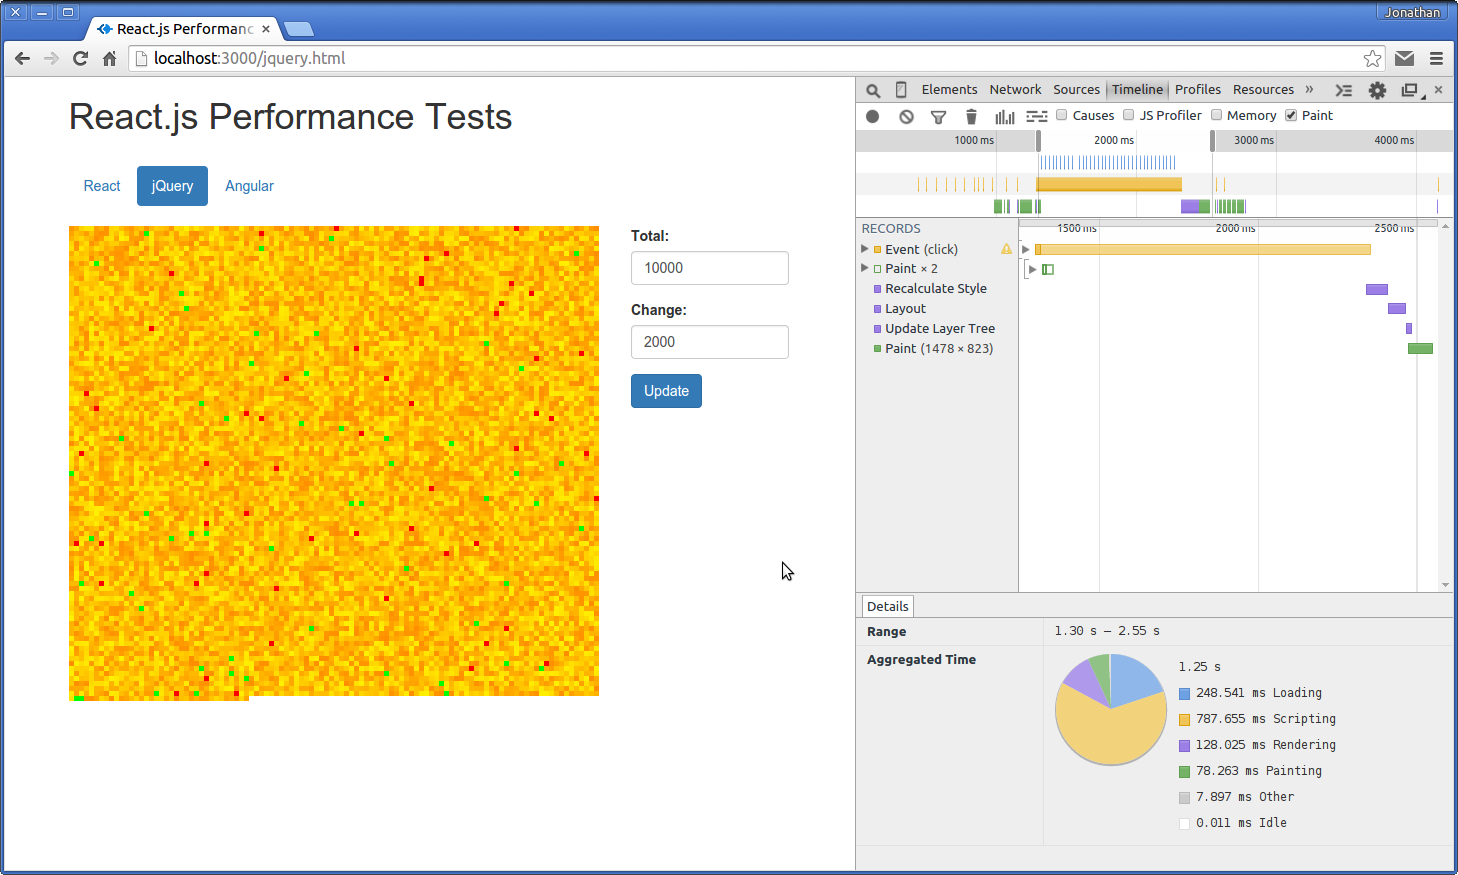 Jonathan
React.js Performanc
localhost:3000/jquery.html
React.js Performance Tests
React jQuery Angular
Total:
10000
Change:
2000
Update
Elements Network Sources Timeline Profiles Resources »
Causes JS Profiler Memory Paint
1000 ms 2000 ms 3000 ms 4000 ms
RECORDS
1500 ms 2000 ms 2500 ms
Event (click)
Paint × 2
Recalculate Style
Layout
Update Layer Tree
Paint (1478 × 823)
Details
Range 1.30 s – 2.55 s
Aggregated Time
1.25 s
248.541 ms Loading
787.655 ms Scripting
128.025 ms Rendering
78.263 ms Painting
7.897 ms Other
0.011 ms Idle